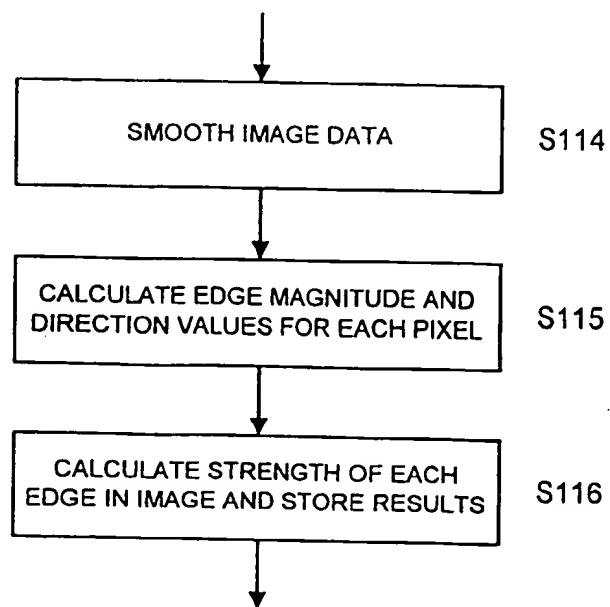 SMOOTH IMAGE DATA
S114
CALCULATE EDGE MAGNITUDE AND
DIRECTION VALUES FOR EACH PIXEL
S115
CALCULATE STRENGTH OF EACH
EDGE IN IMAGE AND STORE RESULTS
S116